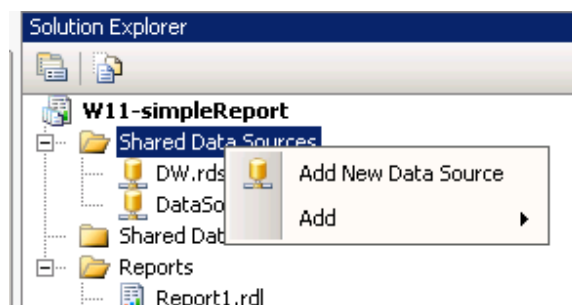 Solution Explorer
W11-simpleReport
Shared Data Sources
DW.rds
Add New Data Source
DataSo
Add
Shared Dat
Reports
Report1.rdl